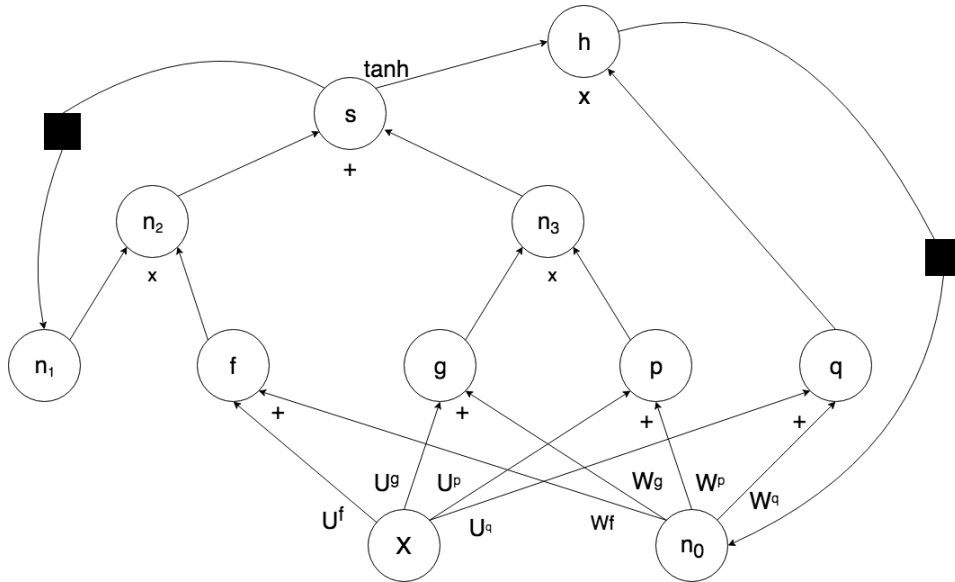 h
tanh
x
s
+
n₂
n₃
x
x
n₁
f
g
p
q
+
+
+
+
Uᵍ
Uᵖ
Wᵍ
Wᵖ
Wq
Uᶠ
Uq
Wf
X
n₀